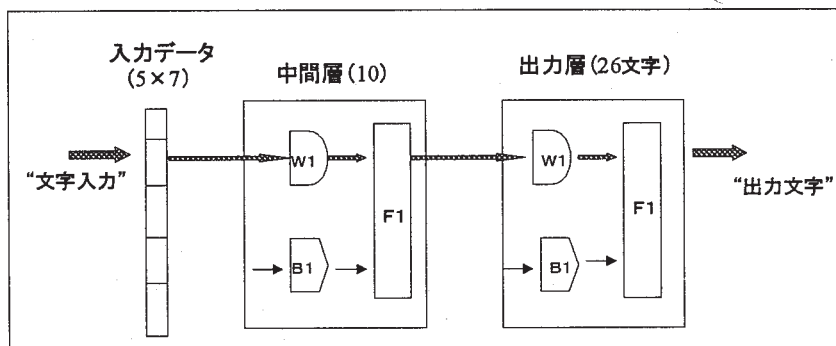 入力データ
(5×7)
中間層(10)
出力層(26文字)
“文字入力”
W1
F1
B1
W1
F1
B1
“出力文字”